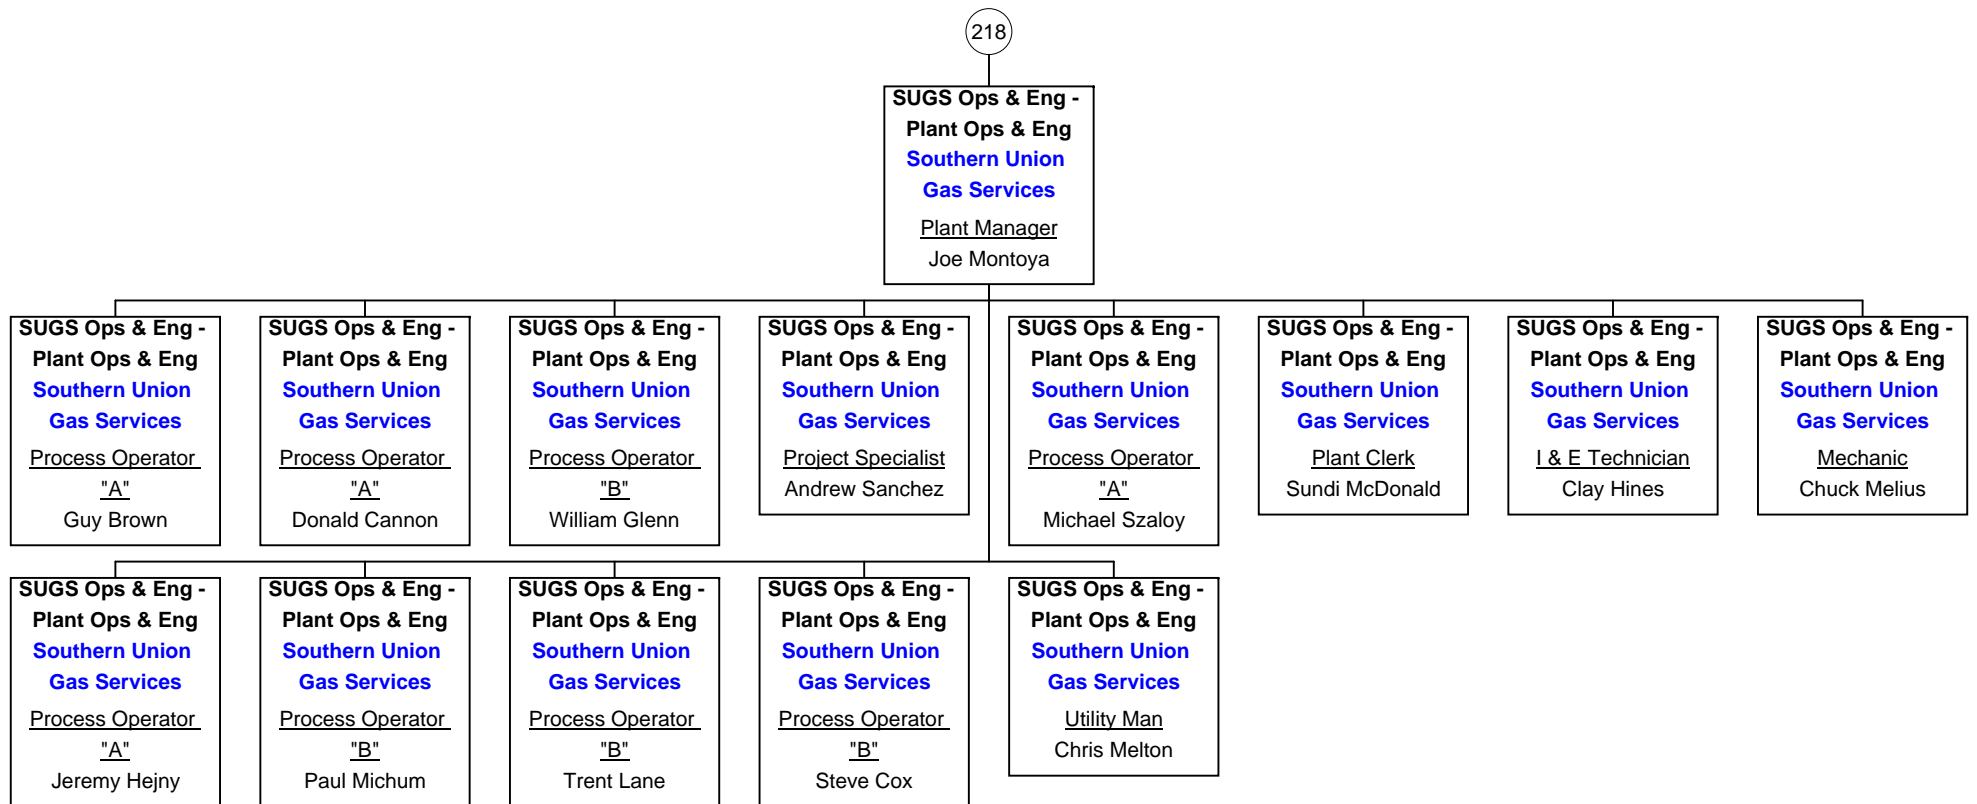 218
SUGS Ops & Eng -
Plant Ops & Eng
Southern Union
Gas Services
Plant Manager
Joe Montoya
SUGS Ops & Eng -
Plant Ops & Eng
Southern Union
Gas Services
Process Operator
"A"
Guy Brown
SUGS Ops & Eng -
Plant Ops & Eng
Southern Union
Gas Services
Process Operator
"A"
Donald Cannon
SUGS Ops & Eng -
Plant Ops & Eng
Southern Union
Gas Services
Process Operator
"B"
William Glenn
SUGS Ops & Eng -
Plant Ops & Eng
Southern Union
Gas Services
Project Specialist
Andrew Sanchez
SUGS Ops & Eng -
Plant Ops & Eng
Southern Union
Gas Services
Process Operator
"A"
Michael Szaloy
SUGS Ops & Eng -
Plant Ops & Eng
Southern Union
Gas Services
Plant Clerk
Sundi McDonald
SUGS Ops & Eng -
Plant Ops & Eng
Southern Union
Gas Services
I & E Technician
Clay Hines
SUGS Ops & Eng -
Plant Ops & Eng
Southern Union
Gas Services
Mechanic
Chuck Melius
SUGS Ops & Eng -
Plant Ops & Eng
Southern Union
Gas Services
Process Operator
"A"
Jeremy Hejny
SUGS Ops & Eng -
Plant Ops & Eng
Southern Union
Gas Services
Process Operator
"B"
Paul Michum
SUGS Ops & Eng -
Plant Ops & Eng
Southern Union
Gas Services
Process Operator
"B"
Trent Lane
SUGS Ops & Eng -
Plant Ops & Eng
Southern Union
Gas Services
Process Operator
"B"
Steve Cox
SUGS Ops & Eng -
Plant Ops & Eng
Southern Union
Gas Services
Utility Man
Chris Melton